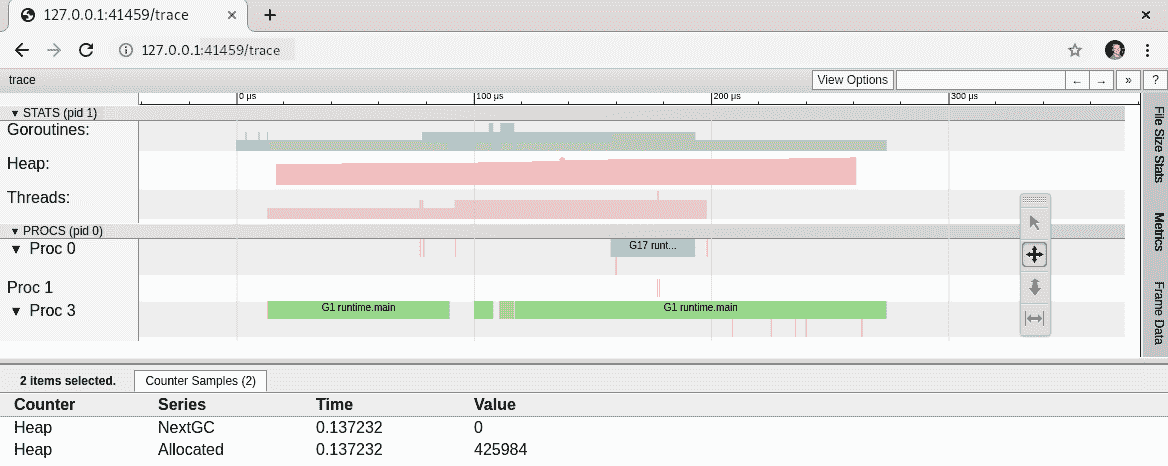 127.0.0.1:41459/trace
127.0.0.1:41459/trace
trace
View Options
← → » ?
0 µs 100 µs 200 µs 300 µs
▼ STATS (pid 1)
Goroutines:
Heap:
Threads:
▼ PROCS (pid 0)
▼ Proc 0
G17 runt...
Proc 1
▼ Proc 3
G1 runtime.main
G1 runtime.main
File Size Stats
Metrics
Frame Data
2 items selected. Counter Samples (2)
Counter Series Time Value
Heap NextGC 0.137232 0
Heap Allocated 0.137232 425984